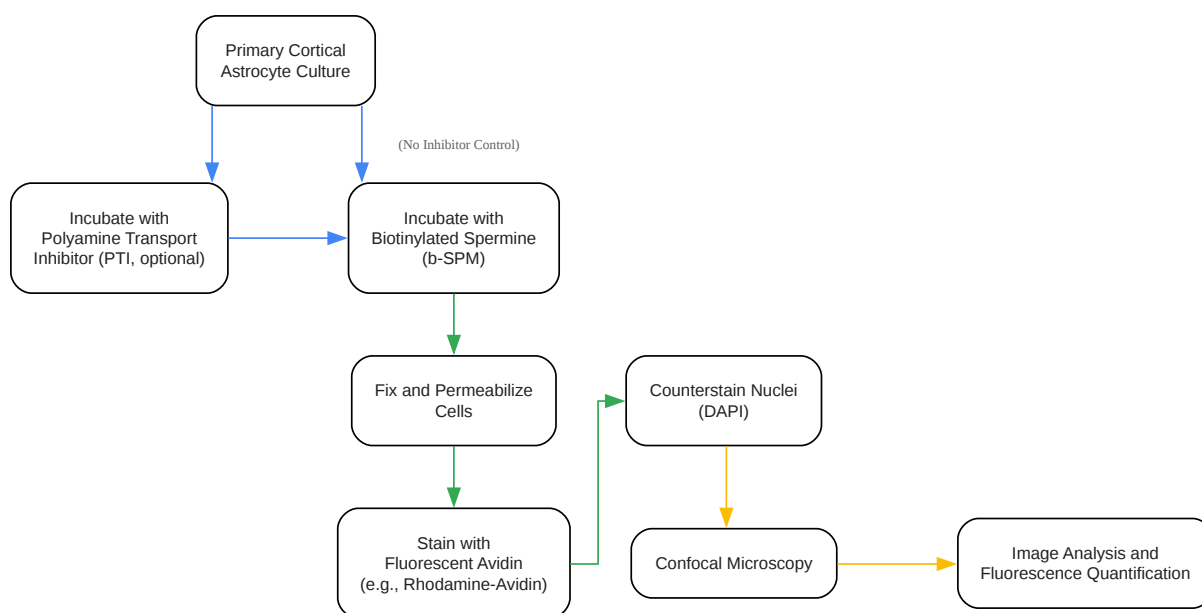 Primary Cortical
Astrocyte Culture
(No Inhibitor Control)
Incubate with
Polyamine Transport
Inhibitor (PTI, optional)
Incubate with
Biotinylated Spermine
(b-SPM)
Fix and Permeabilize
Cells
Counterstain Nuclei
(DAPI)
Stain with
Fluorescent Avidin
(e.g., Rhodamine-Avidin)
Confocal Microscopy
Image Analysis and
Fluorescence Quantification